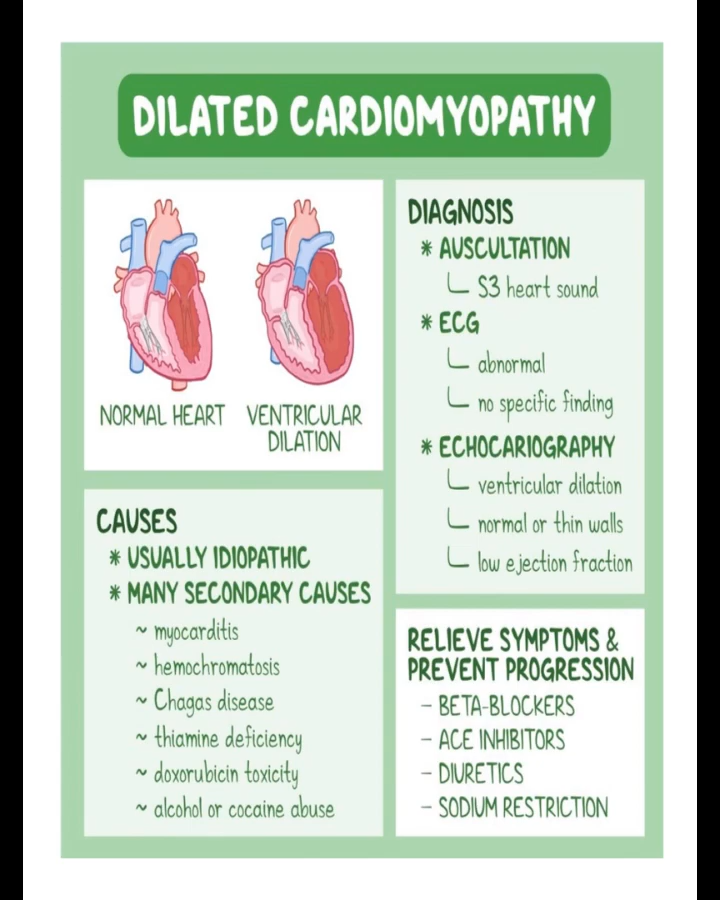 DILATED CARDIOMYOPATHY
NORMAL HEART
VENTRICULAR
DILATION
CAUSES
* USUALLY IDIOPATHIC
* MANY SECONDARY CAUSES
~ myocarditis
~ hemochromatosis
~ Chagas disease
~ thiamine deficiency
~ doxorubicin toxicity
~ alcohol or cocaine abuse
DIAGNOSIS
* AUSCULTATION
S3 heart sound
* ECG
abnormal
no specific finding
* ECHOCARIOGRAPHY
ventricular dilation
normal or thin walls
low ejection fraction
RELIEVE SYMPTOMS &
PREVENT PROGRESSION
- BETA-BLOCKERS
- ACE INHIBITORS
- DIURETICS
- SODIUM RESTRICTION